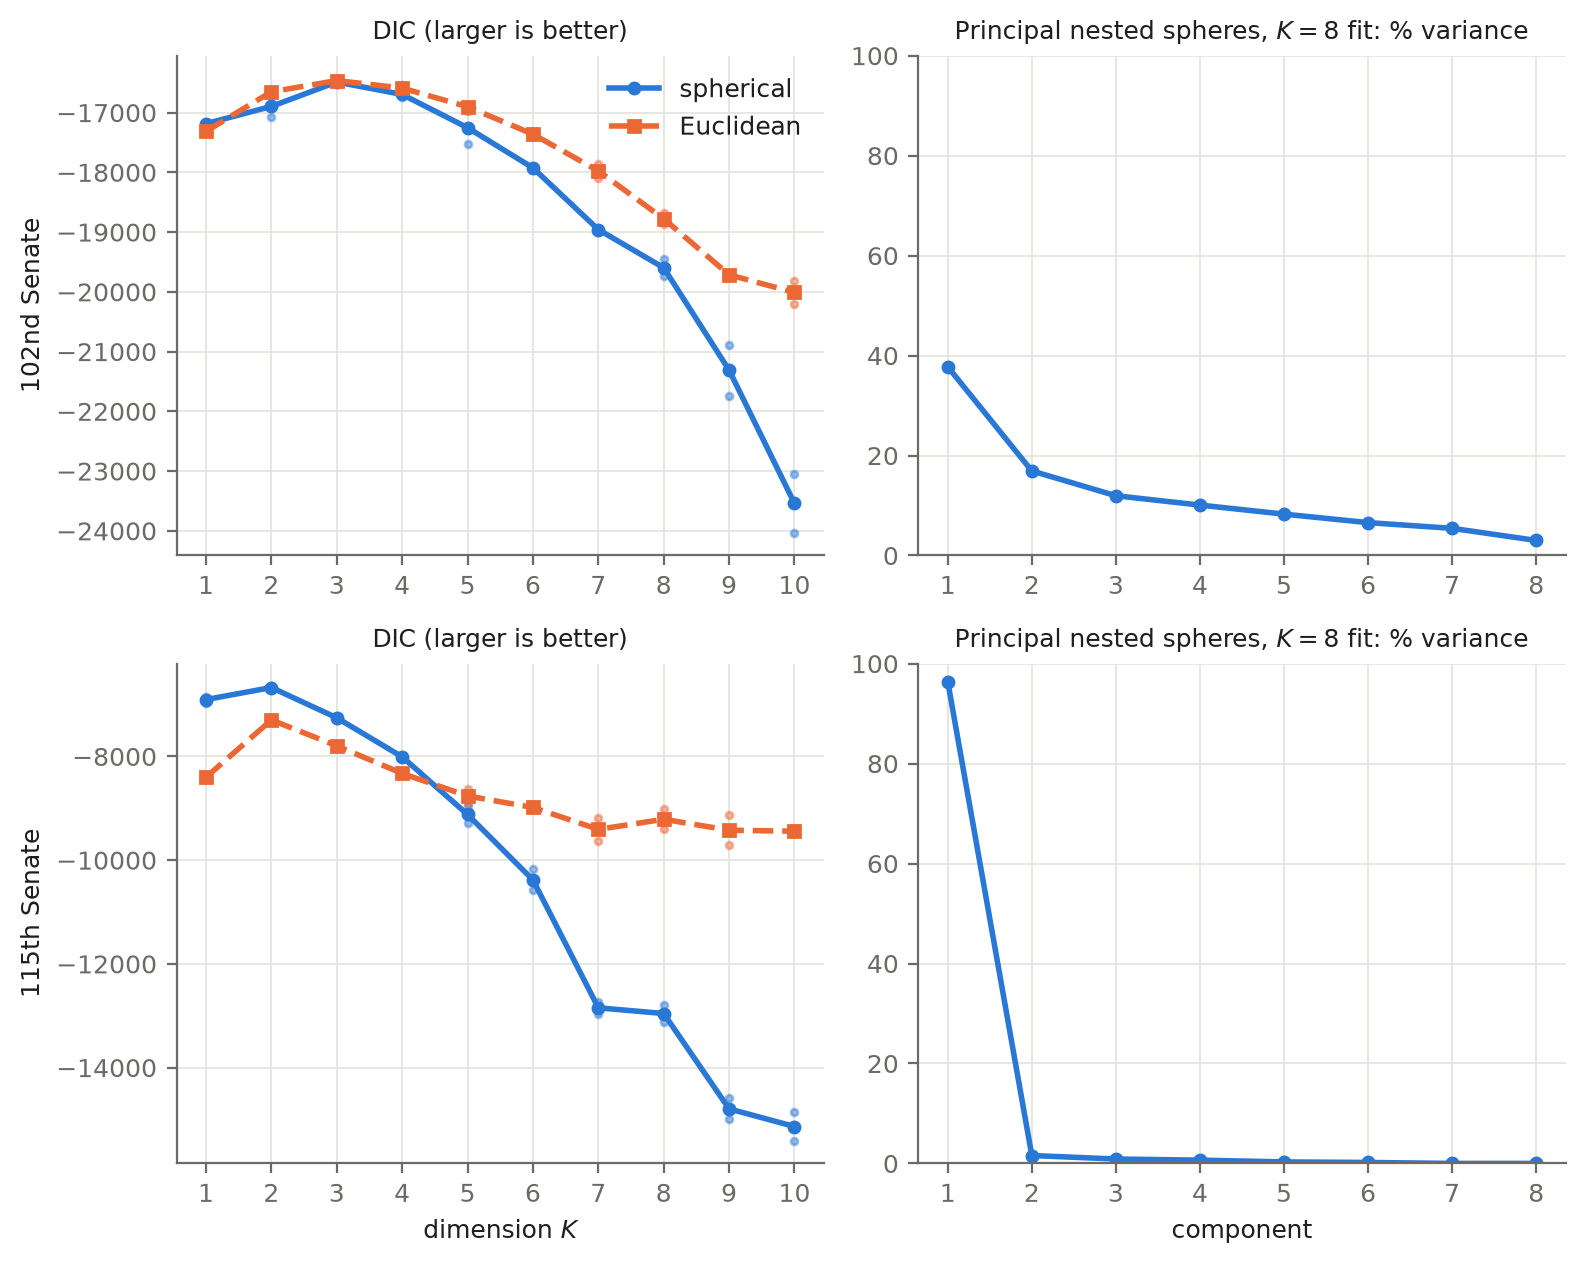 DIC (larger is better)
102nd Senate
−17000
−18000
−19000
−20000
−21000
−22000
−23000
−24000
1 2 3 4 5 6 7 8 9 10
spherical
Euclidean
Principal nested spheres, K = 8 fit: % variance
100
80
60
40
20
0
1 2 3 4 5 6 7 8
DIC (larger is better)
115th Senate
−8000
−10000
−12000
−14000
1 2 3 4 5 6 7 8 9 10
dimension K
Principal nested spheres, K = 8 fit: % variance
100
80
60
40
20
0
1 2 3 4 5 6 7 8
component